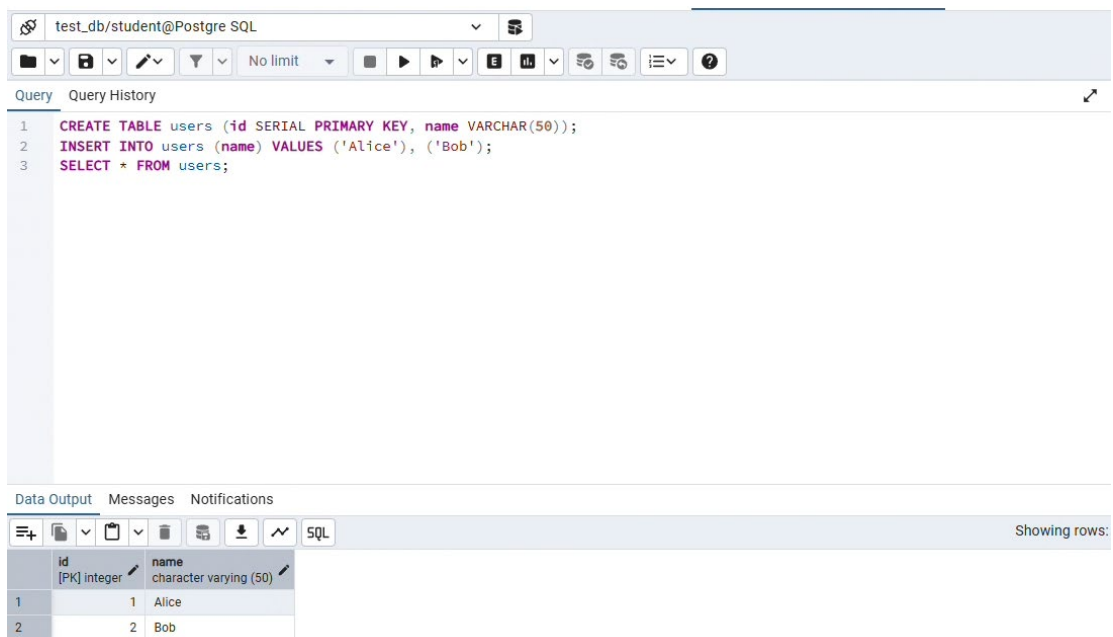 test_db/student@Postgre SQL
No limit
Query Query History
1 CREATE TABLE users (id SERIAL PRIMARY KEY, name VARCHAR(50));
2 INSERT INTO users (name) VALUES ('Alice'), ('Bob');
3 SELECT * FROM users;
Data Output Messages Notifications
SQL Showing rows:
id name
[PK] integer character varying (50)
1 1 Alice
2 2 Bob